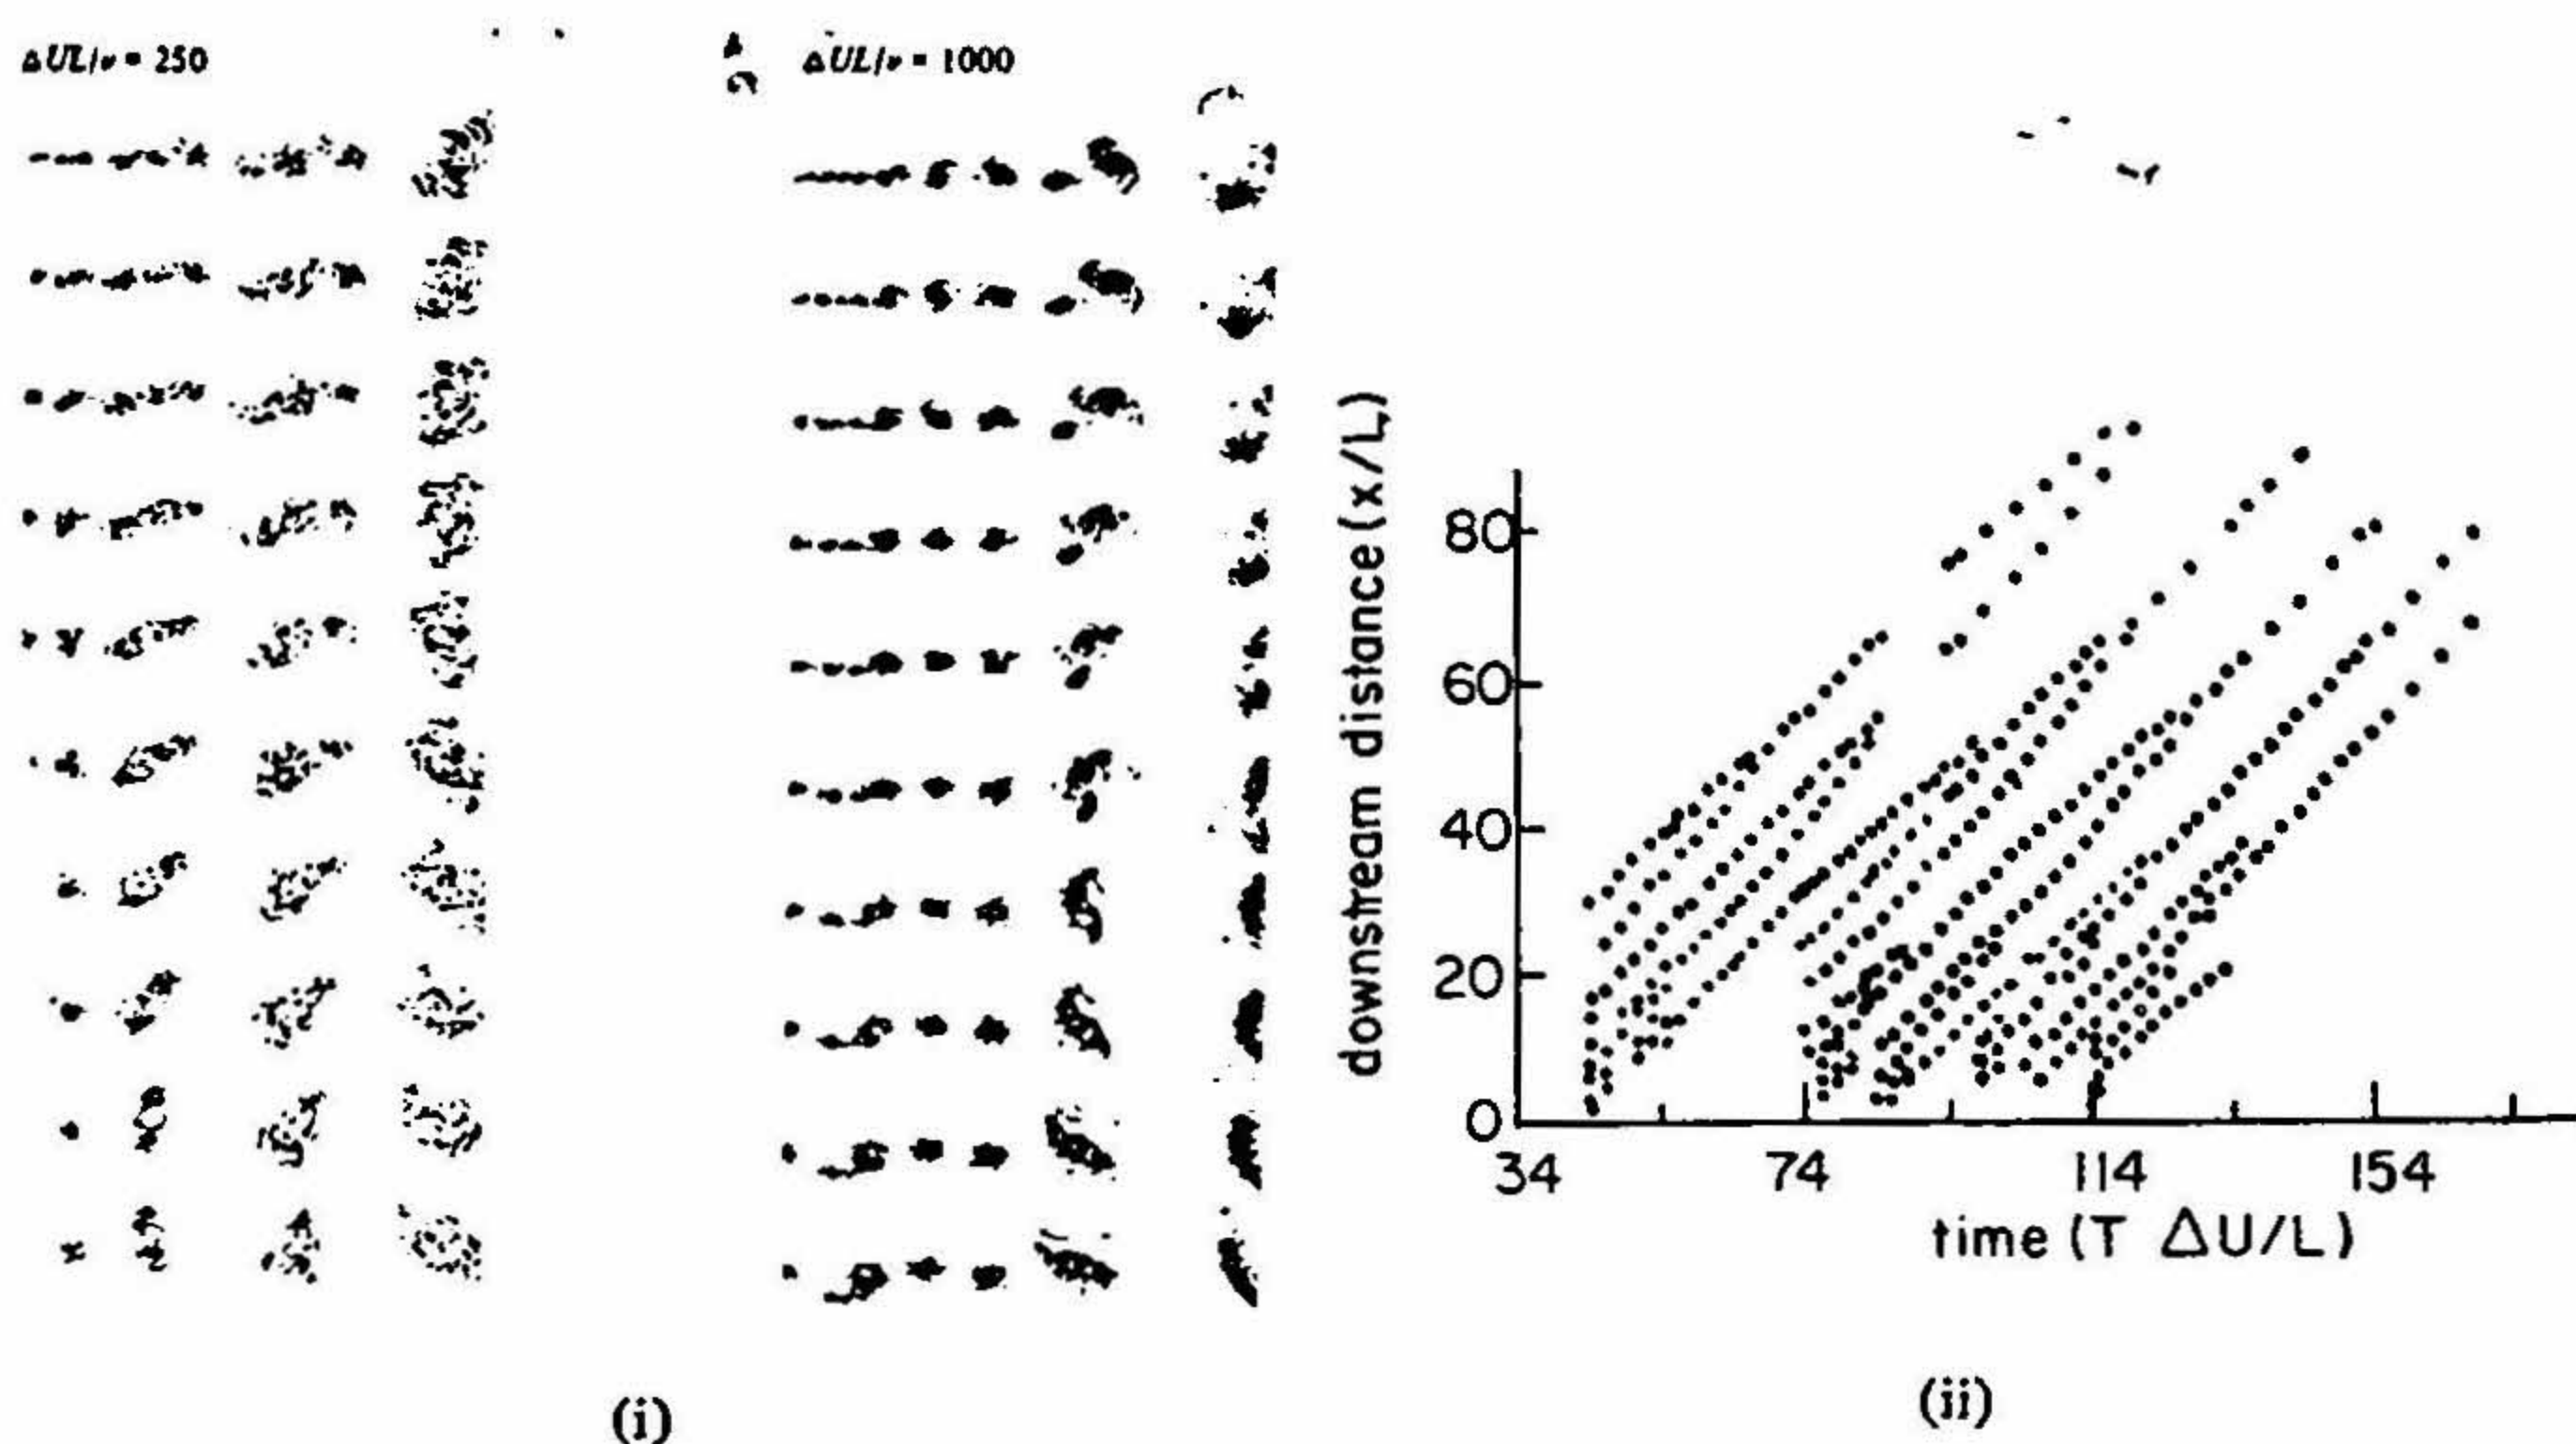 ΔUL/ν = 250
ΔUL/ν = 1000
downstream distance (x/L)
80
60
40
20
0
34 74 114 154
time (T ΔU/L)
(i)
(ii)